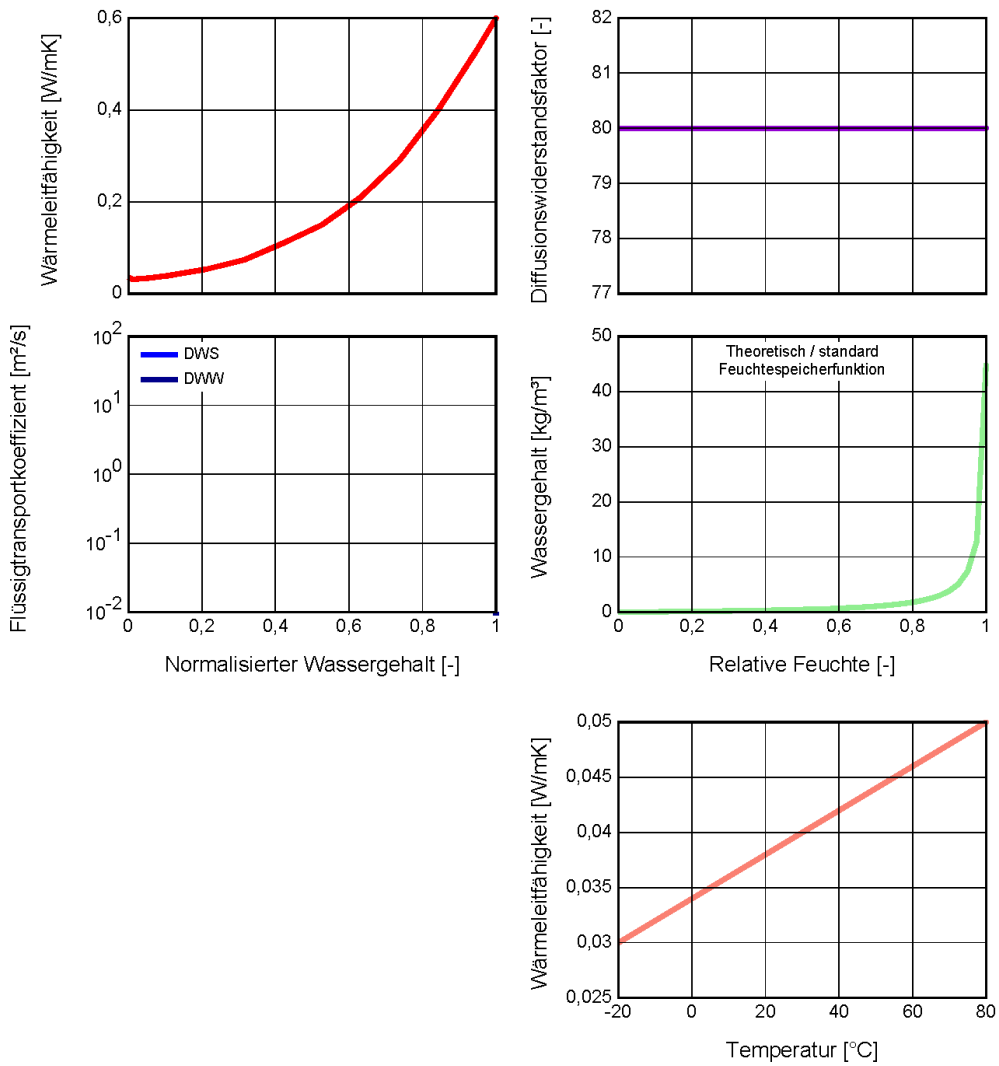 Wärmeleitfähigkeit [W/mK]
0,6
0,4
0,2
0
Diffusionswiderstandsfaktor [-]
82
81
80
79
78
77
Flüssigtransportkoeffizient [m²/s]
10²
10¹
10⁰
10⁻¹
10⁻²
DWS
DWW
0 0,2 0,4 0,6 0,8 1
Normalisierter Wassergehalt [-]
Wassergehalt [kg/m³]
50
40
30
20
10
0
Theoretisch / standard
Feuchtespeicherfunktion
0 0,2 0,4 0,6 0,8 1
Relative Feuchte [-]
Wärmeleitfähigkeit [W/mK]
0,05
0,045
0,04
0,035
0,03
0,025
-20 0 20 40 60 80
Temperatur [°C]